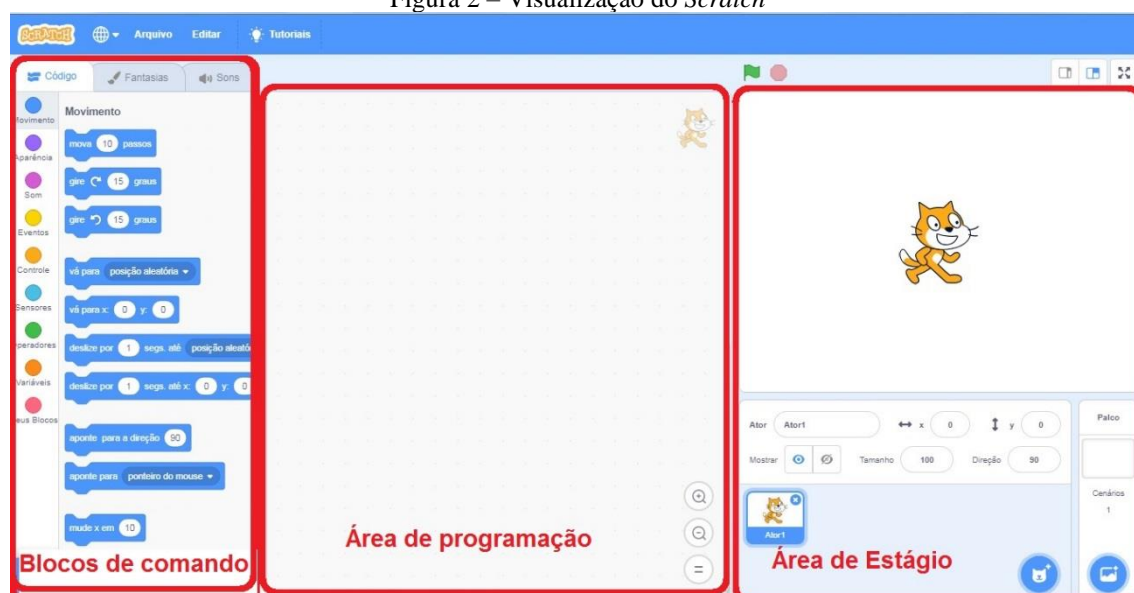 Figura 2 – Visualização do Scratch
SCRATCH
Arquivo
Editar
Tutoriais
Código
Fantasias
Sons
Movimento
Aparência
Som
Eventos
Controle
Sensores
Operadores
Variáveis
Meus Blocos
Movimento
mova 10 passos
gire 15 graus
gire 15 graus
vá para posição aleatória
vá para x: 0 y: 0
deslize por 1 segs. até posição aleató
deslize por 1 segs. até x: 0 y: 0
aponte para a direção 90
aponte para ponteiro do mouse
mude x em 10
Blocos de comando
Área de programação
Ator Ator1 x 0 y 0
Mostrar Tamanho 100 Direção 90
Ator1
Palco
Cenários
1
Área de Estágio